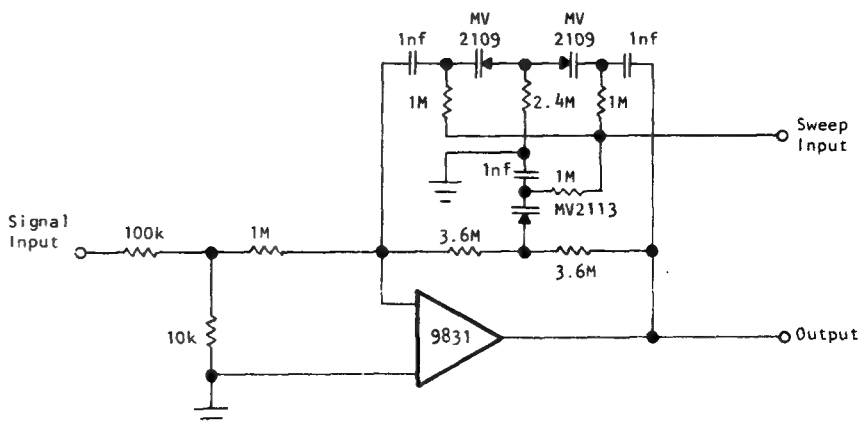 MV
2109
MV
2109
1nf
1nf
1M
2.4M
1M
Sweep
Input
1nf
1M
MV2113
Signal
Input
100k
1M
3.6M
3.6M
10k
9831
Output